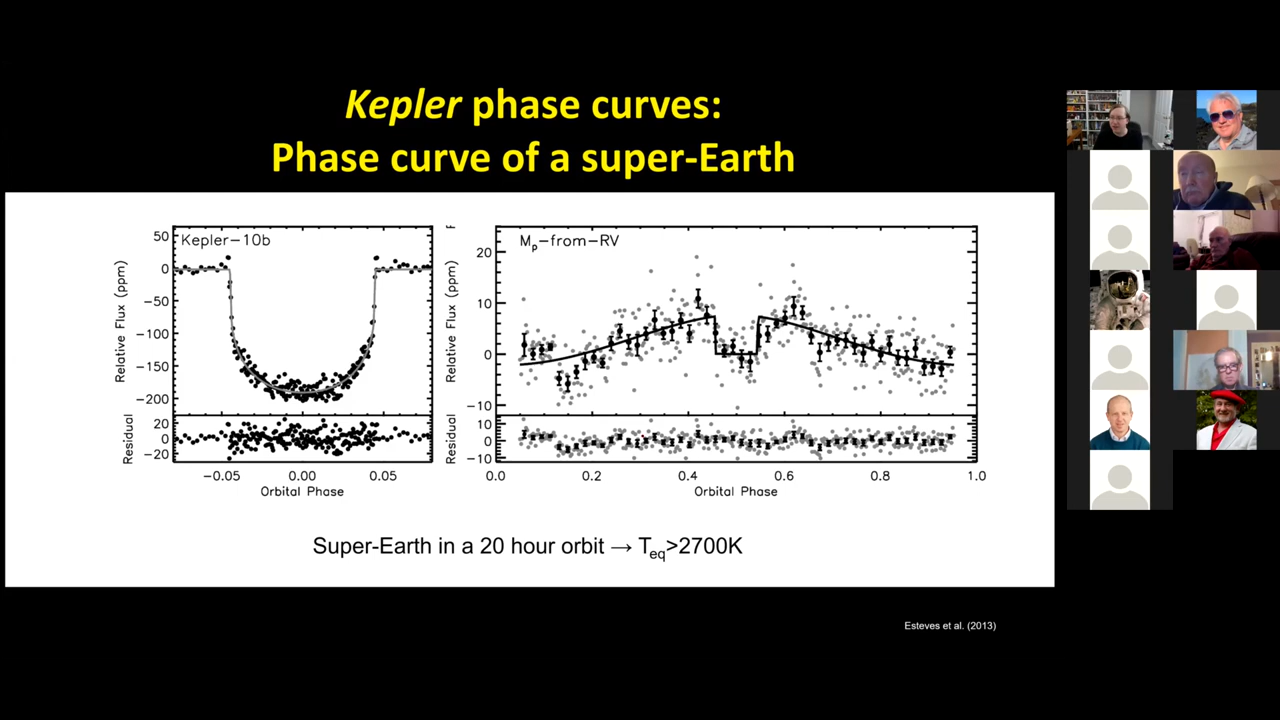 Kepler phase curves:
Phase curve of a super-Earth
Kepler−10b
50
0
−50
−100
−150
−200
Relative Flux (ppm)
20
0
−20
Residual
−0.05 0.00 0.05
Orbital Phase
Mp−from−RV
20
10
0
−10
Relative Flux (ppm)
10
0
−10
Residual
0.0 0.2 0.4 0.6 0.8 1.0
Orbital Phase
Super-Earth in a 20 hour orbit → Teq>2700K
Esteves et al. (2013)